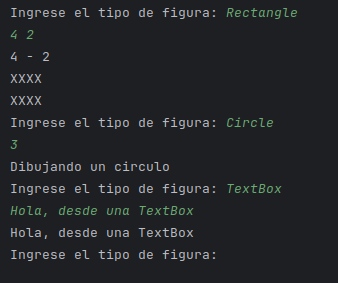 Ingrese el tipo de figura: Rectangle
4 2
4 - 2
XXXX
XXXX
Ingrese el tipo de figura: Circle
3
Dibujando un circulo
Ingrese el tipo de figura: TextBox
Hola, desde una TextBox
Hola, desde una TextBox
Ingrese el tipo de figura: